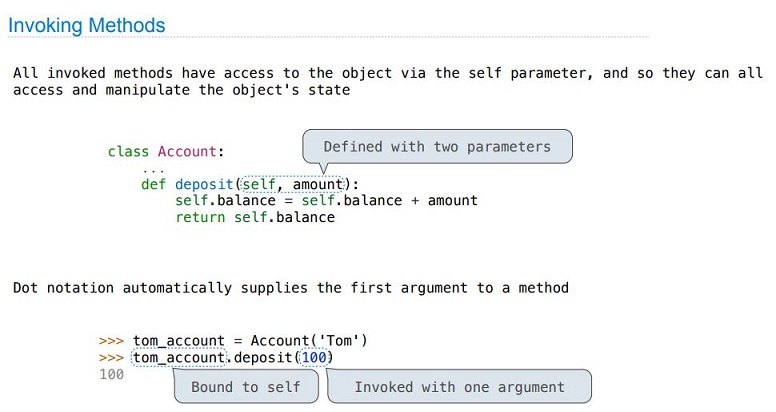 Invoking Methods
All invoked methods have access to the object via the self parameter, and so they can all
access and manipulate the object's state
Defined with two parameters
class Account:
...
def deposit(self, amount):
self.balance = self.balance + amount
return self.balance
Dot notation automatically supplies the first argument to a method
>>> tom_account = Account('Tom')
>>> tom_account.deposit(100)
100
Bound to self
Invoked with one argument